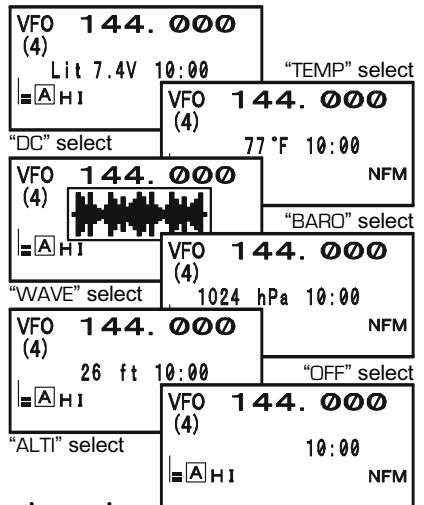 VFO 144.000
(4)
Lit 7.4V 10:00
A HI
"DC" select
"TEMP" select
VFO 144.000
(4)
77°F 10:00
NFM
VFO 144.000
(4)
A HI
"WAVE" select
"BARO" select
VFO 144.000
(4)
1024 hPa 10:00
NFM
VFO 144.000
(4)
26 ft 10:00
A HI
"ALTI" select
"OFF" select
VFO 144.000
(4)
10:00
A HI NFM